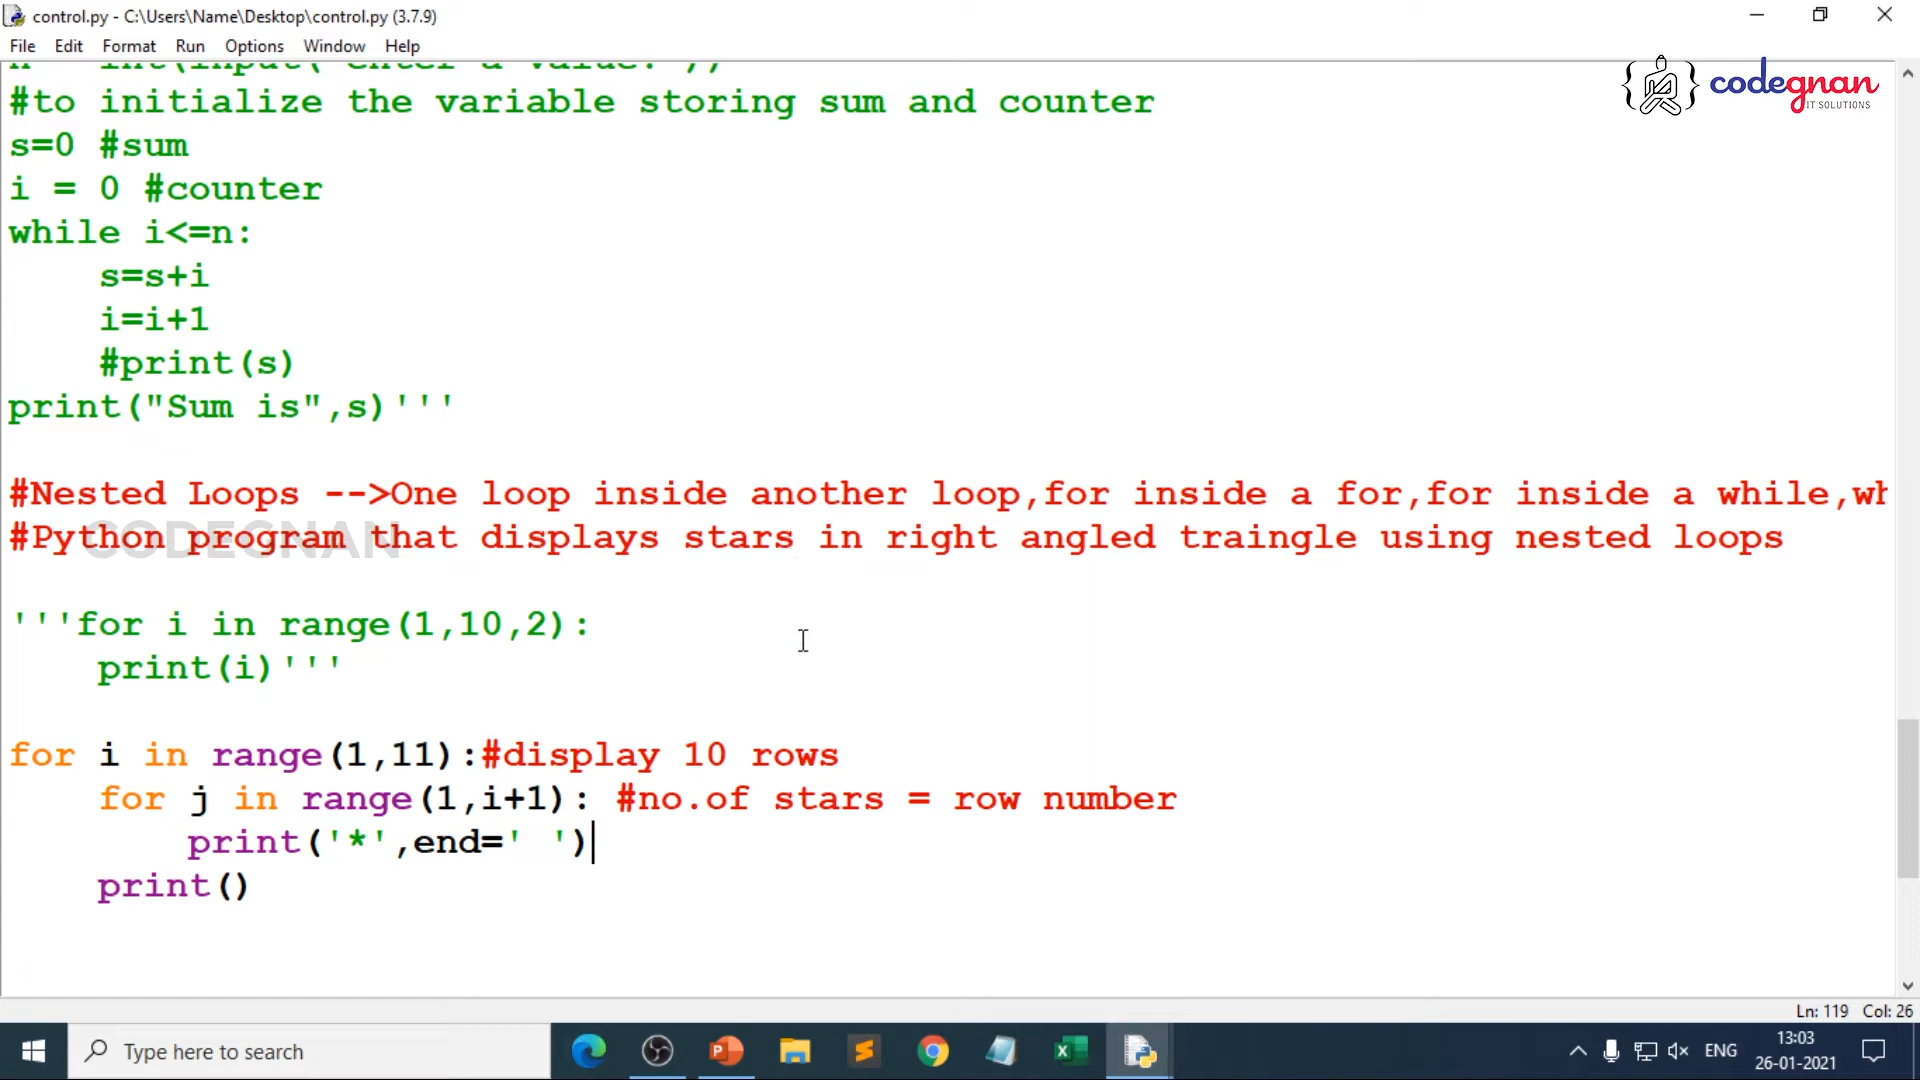 control.py - C:\Users\Name\Desktop\control.py (3.7.9)
File Edit Format Run Options Window Help
codegnan
IT SOLUTIONS
#to initialize the variable storing sum and counter
s=0 #sum
i = 0 #counter
while i<=n:
    s=s+i
    i=i+1
    #print(s)
print("Sum is",s)'''
#Nested Loops -->One loop inside another loop,for inside a for,for inside a while,wh
CODEGNAN
#Python program that displays stars in right angled traingle using nested loops
'''for i in range(1,10,2):
    print(i)'''
for i in range(1,11):#display 10 rows
    for j in range(1,i+1): #no.of stars = row number
        print('*',end=' ')
    print()
Ln: 119 Col: 26
Type here to search
ENG
13:03
26-01-2021